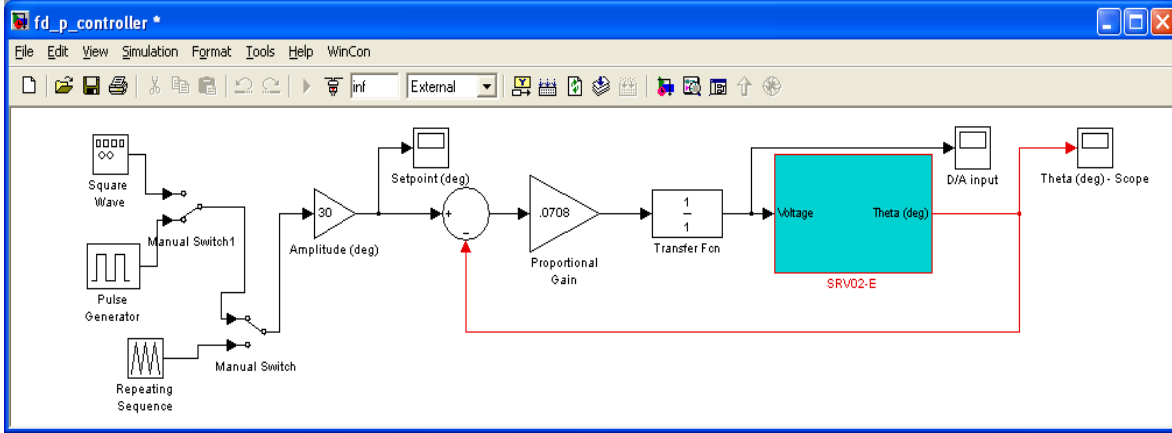 fd_p_controller *
File Edit View Simulation Format Tools Help WinCon
inf
External
Square
Wave
Manual Switch1
Pulse
Generator
Repeating
Sequence
Manual Switch
30
Amplitude (deg)
Setpoint (deg)
+
−
.0708
Proportional
Gain
1
1
Transfer Fcn
Voltage
Theta (deg)
SRV02-E
D/A input
Theta (deg) - Scope